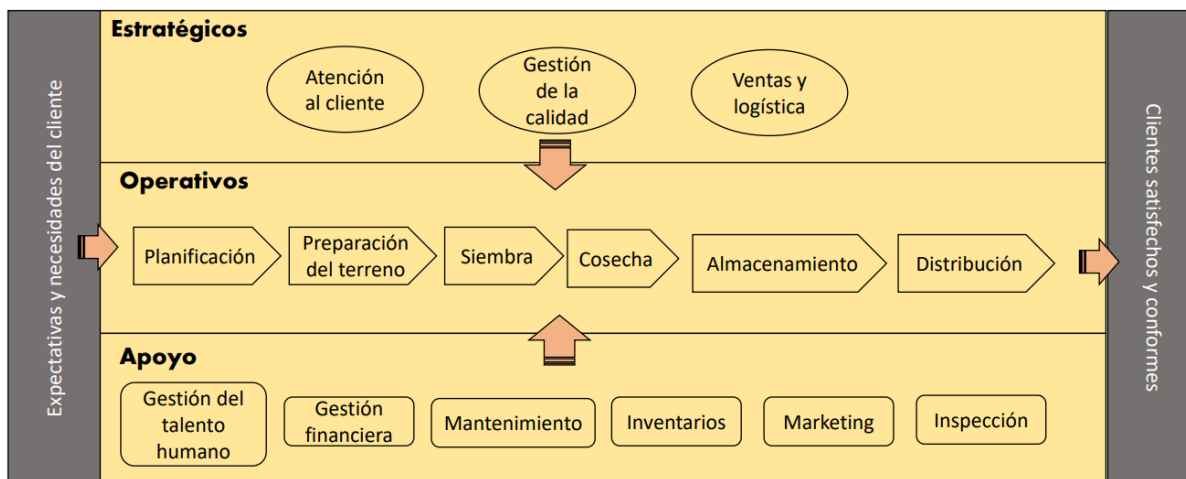 Expectativas y necesidades del cliente
Estratégicos
Atención
al cliente
Gestión
de la
calidad
Ventas y
logística
Operativos
Planificación
Preparación
del terreno
Siembra
Cosecha
Almacenamiento
Distribución
Apoyo
Gestión del
talento
humano
Gestión
financiera
Mantenimiento
Inventarios
Marketing
Inspección
Clientes satisfechos y conformes